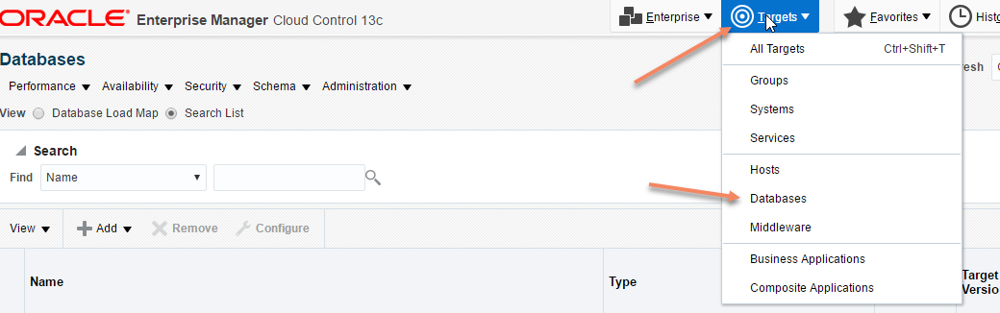 ORACLE Enterprise Manager Cloud Control 13c
Enterprise Targets Favorites
Databases
All Targets Ctrl+Shift+T
Performance Availability Security Schema Administration
Groups
View Database Load Map Search List
Systems
Services
Search
Find Name
Hosts
Databases
View Add Remove Configure
Middleware
Business Applications
Name Type Target
Composite Applications